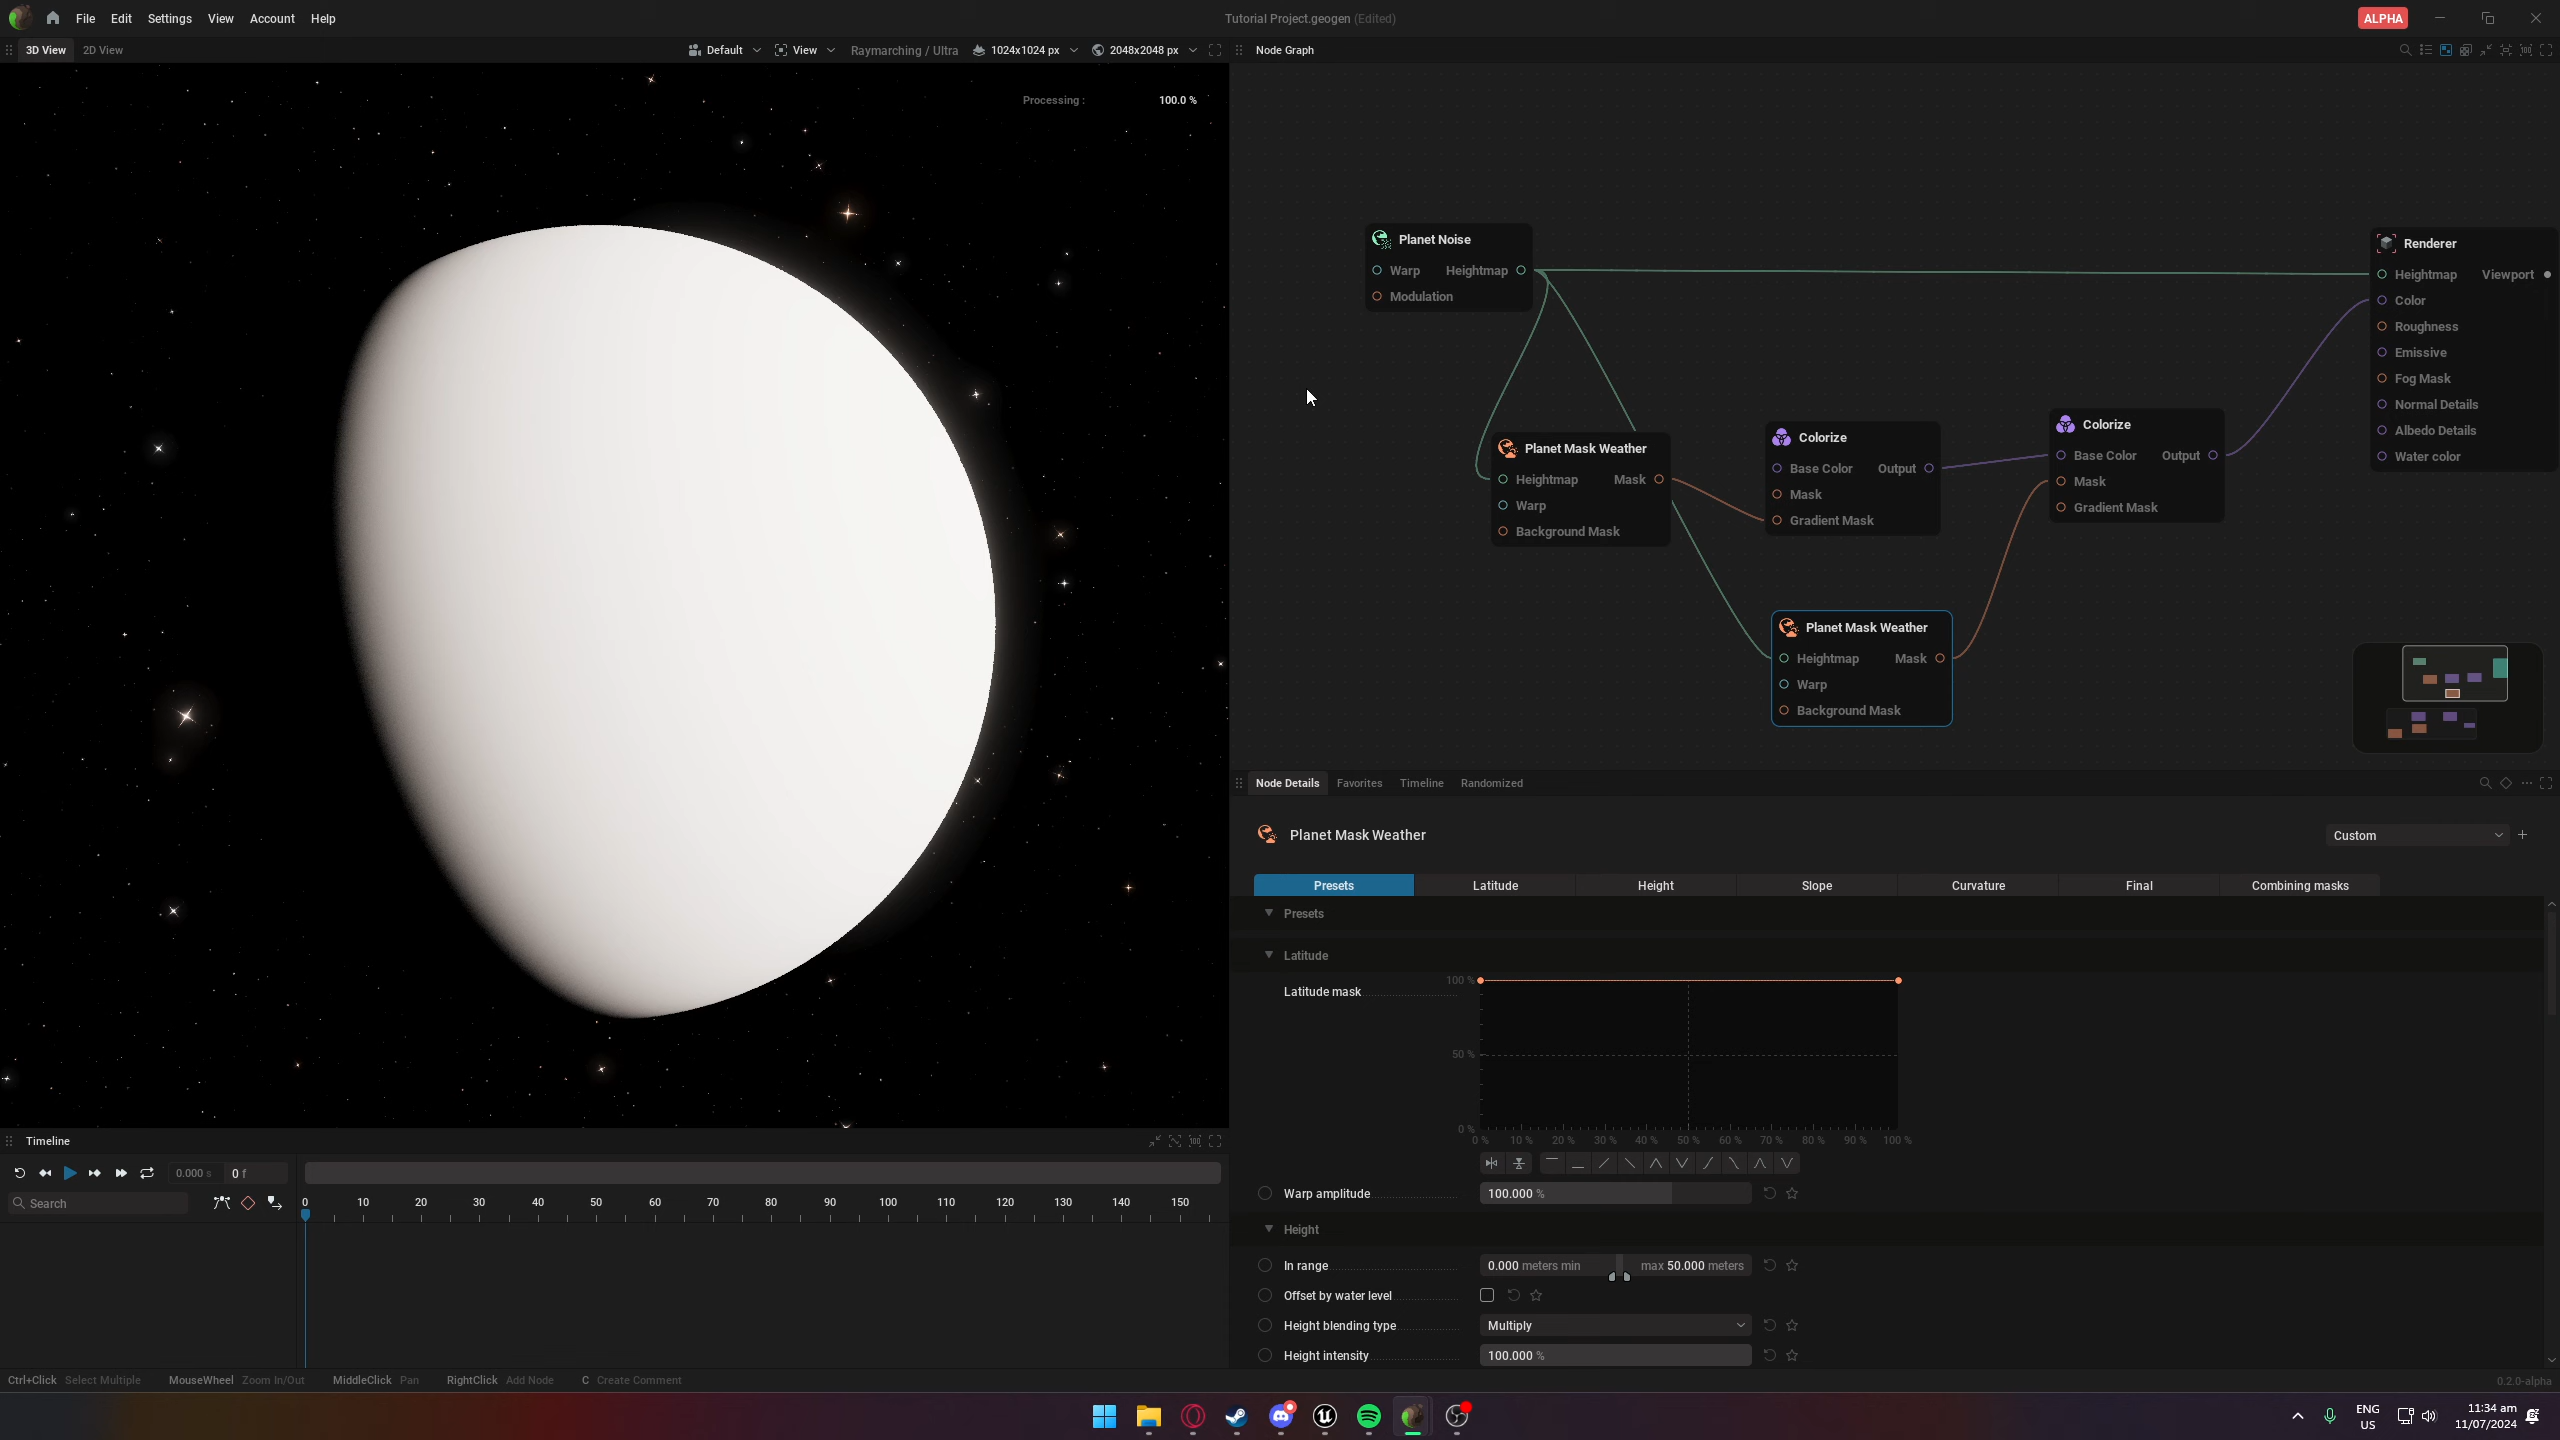 File Edit Settings View Account Help
Tutorial Project.geogen (Edited)
ALPHA
3D View 2D View
Default View Raymarching / Ultra 1024x1024 px 2048x2048 px
Node Graph
Processing : 100.0 %
Planet Noise
Warp Heightmap
Modulation
Renderer
Heightmap Viewport
Color
Roughness
Emissive
Fog Mask
Normal Details
Albedo Details
Water color
Planet Mask Weather
Heightmap Mask
Warp
Background Mask
Colorize
Base Color Output
Mask
Gradient Mask
Colorize
Base Color Output
Mask
Gradient Mask
Planet Mask Weather
Heightmap Mask
Warp
Background Mask
Node Details Favorites Timeline Randomized
Planet Mask Weather
Custom
Presets Latitude Height Slope Curvature Final Combining masks
Presets
Latitude
Latitude mask
100 %
50 %
0 %
0 % 10 % 20 % 30 % 40 % 50 % 60 % 70 % 80 % 90 % 100 %
Warp amplitude 100.000 %
Height
In range 0.000 meters min max 50.000 meters
Offset by water level
Height blending type Multiply
Height intensity 100.000 %
Timeline
0.000 s 0 f
Search
0 10 20 30 40 50 60 70 80 90 100 110 120 130 140 150
Ctrl+Click Select Multiple MouseWheel Zoom In/Out MiddleClick Pan RightClick Add Node C Create Comment
0.2.0-alpha
ENG
US
11:34 am
11/07/2024